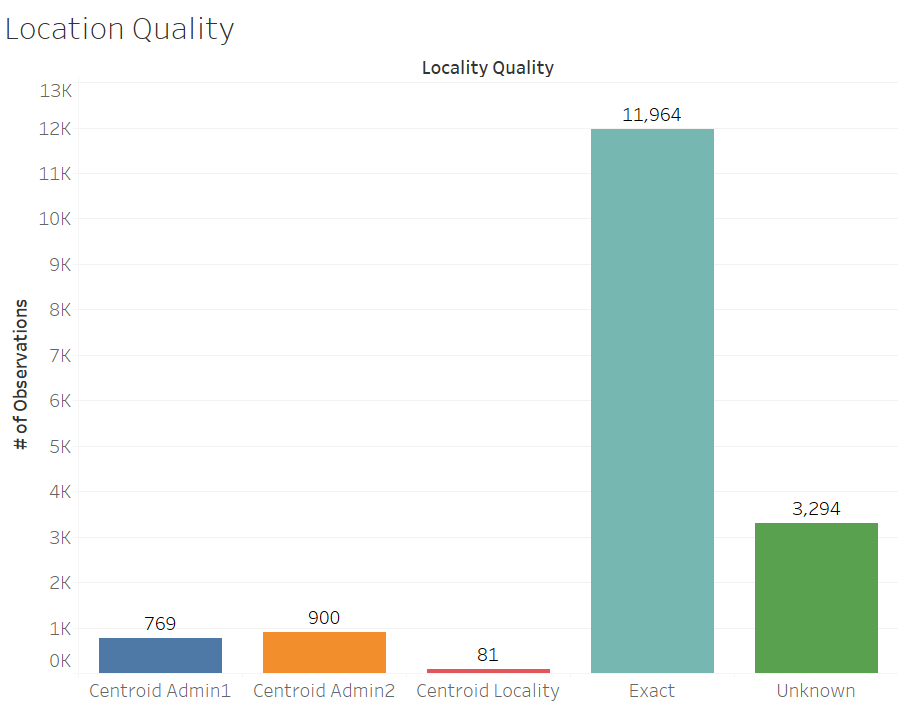 Location Quality
Locality Quality
# of Observations
13K
12K
11K
10K
9K
8K
7K
6K
5K
4K
3K
2K
1K
0K
769
900
81
11,964
3,294
Centroid Admin1
Centroid Admin2
Centroid Locality
Exact
Unknown